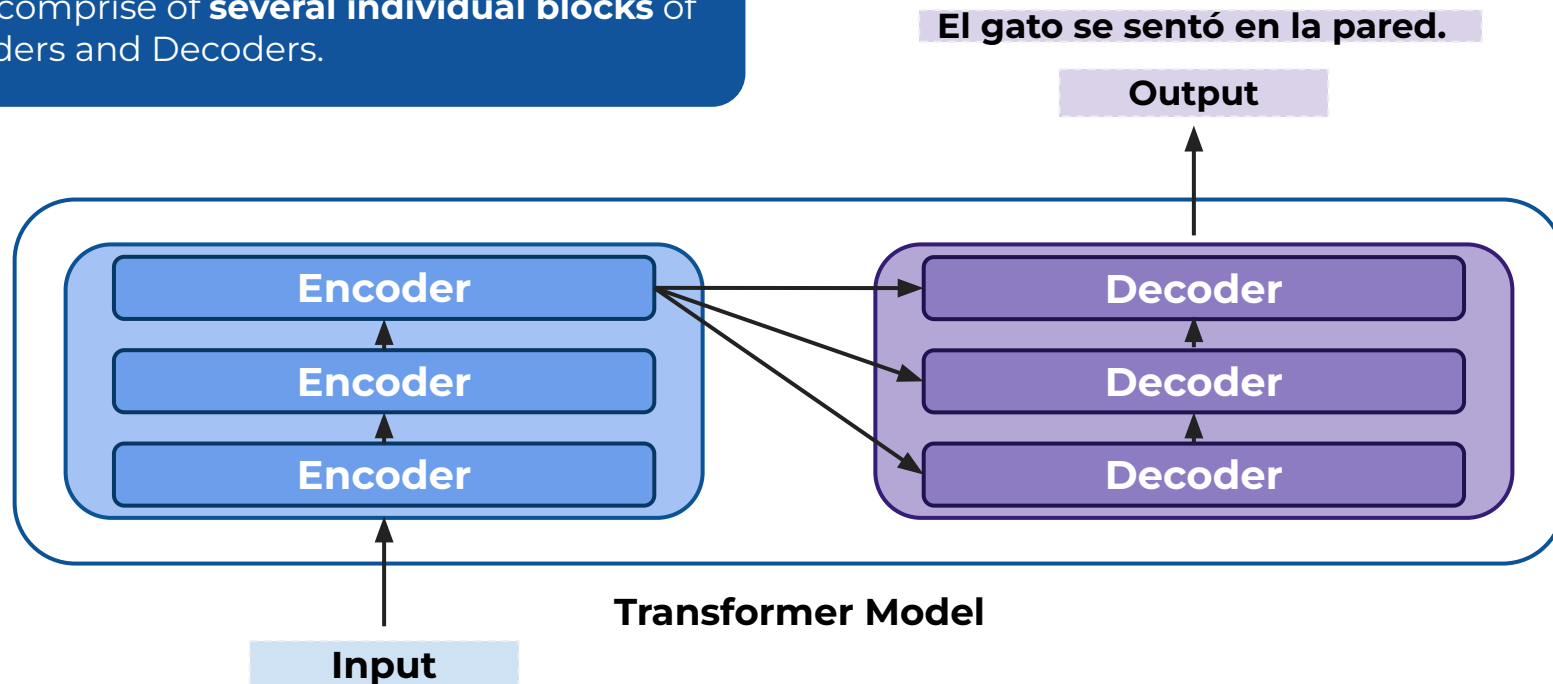 comprise of several individual blocks of
ders and Decoders.
El gato se sentó en la pared.
Output
Encoder
Encoder
Encoder
Decoder
Decoder
Decoder
Transformer Model
Input